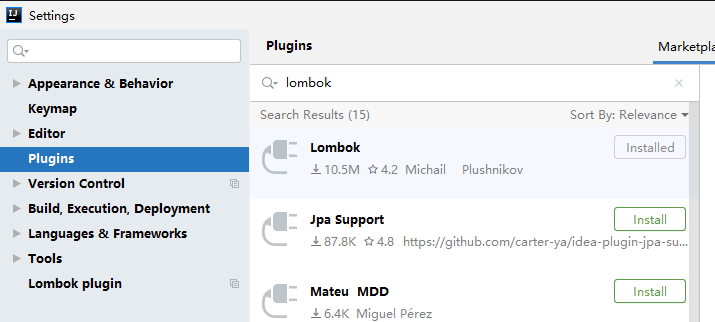 IJ Settings
Plugins
Marketpla
Appearance & Behavior
Keymap
Editor
Plugins
Version Control
Build, Execution, Deployment
Languages & Frameworks
Tools
Lombok plugin
lombok
Search Results (15)
Sort By: Relevance
Lombok
Installed
10.5M 4.2 Michail Plushnikov
Jpa Support
Install
87.8K 4.8 https://github.com/carter-ya/idea-plugin-jpa-su...
Mateu MDD
Install
6.4K Miguel Pérez